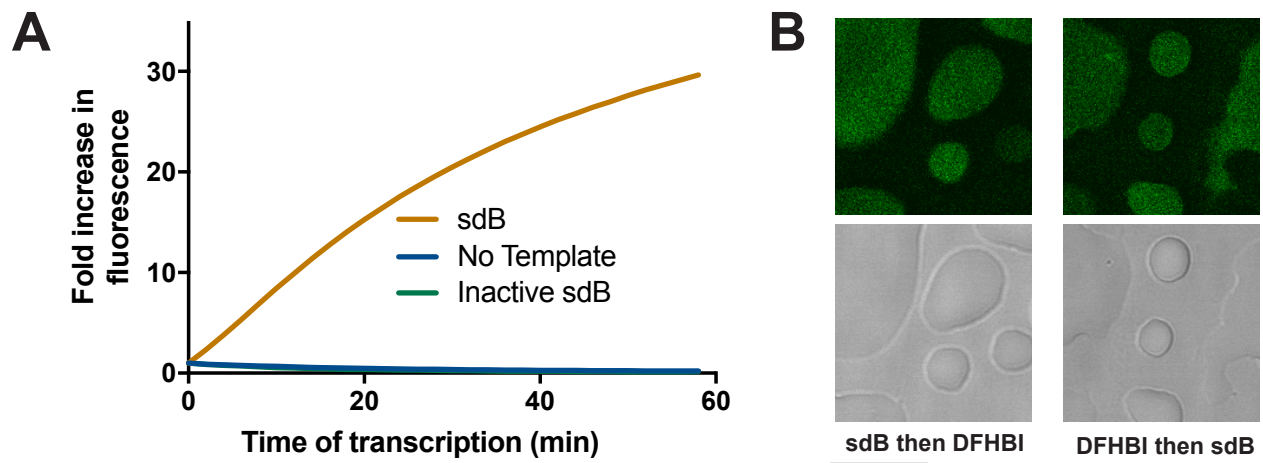 A
Fold increase in
fluorescence
30
20
10
0
sdB
No Template
Inactive sdB
0
20
40
60
Time of transcription (min)
B
sdB then DFHBI
DFHBI then sdB